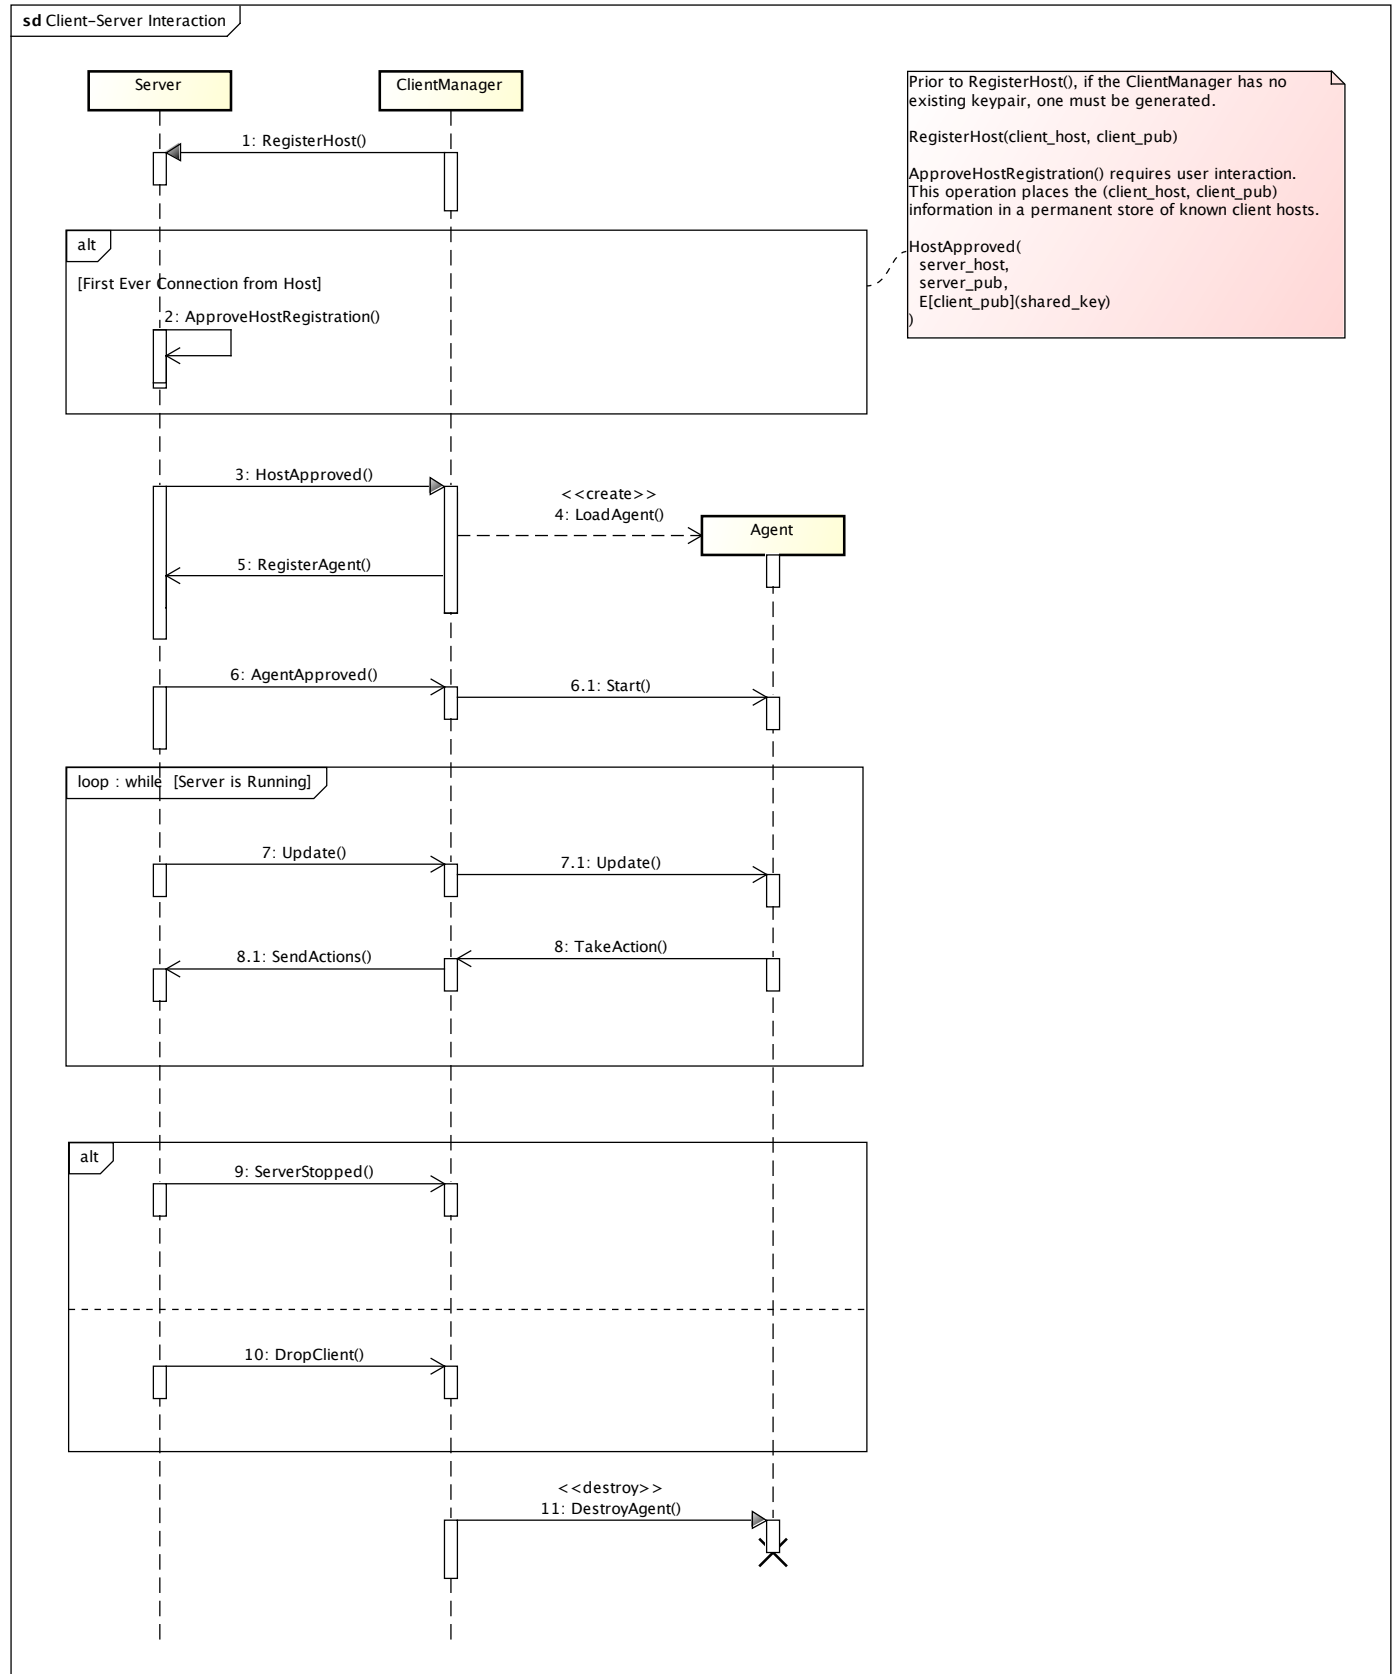 sd Client-Server Interaction
Server
ClientManager
Prior to RegisterHost(), if the ClientManager has no
existing keypair, one must be generated.
RegisterHost(client_host, client_pub)
ApproveHostRegistration() requires user interaction.
This operation places the (client_host, client_pub)
information in a permanent store of known client hosts.
HostApproved(
server_host,
server_pub,
E[client_pub](shared_key)
)
1: RegisterHost()
alt
[First Ever Connection from Host]
2: ApproveHostRegistration()
3: HostApproved()
<<create>>
4: LoadAgent()
Agent
5: RegisterAgent()
6: AgentApproved()
6.1: Start()
loop : while [Server is Running]
7: Update()
7.1: Update()
8: TakeAction()
8.1: SendActions()
alt
9: ServerStopped()
10: DropClient()
<<destroy>>
11: DestroyAgent()